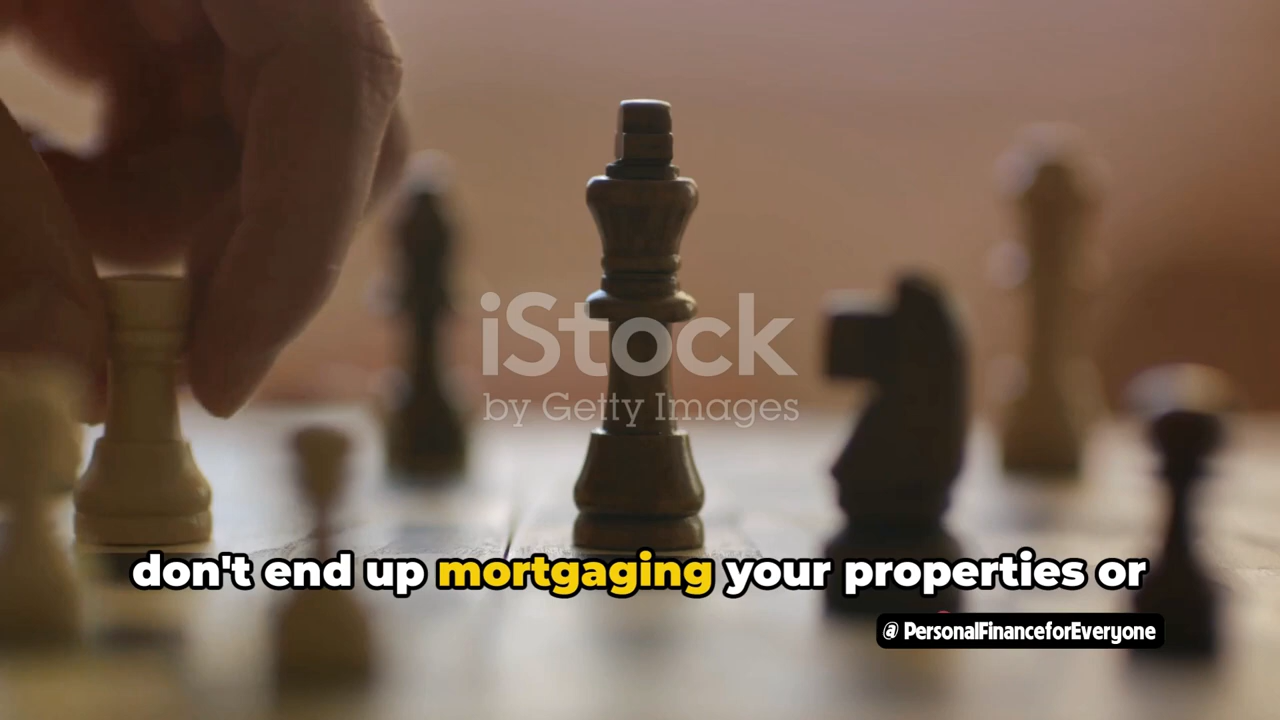 iStock
by Getty Images
don't end up mortgaging your properties or
@ PersonalFinanceforEveryone